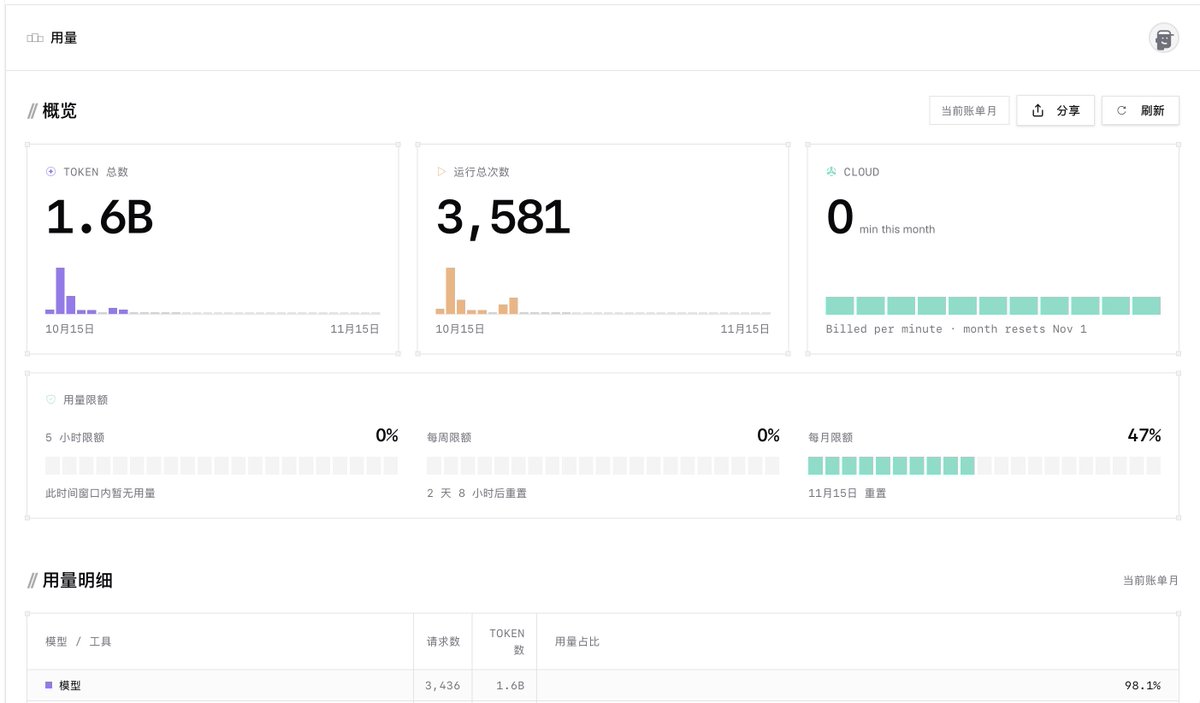 用量
// 概览
当前账单月
分享
刷新
TOKEN 总数
1.6B
10月15日
11月15日
运行总次数
3,581
10月15日
11月15日
CLOUD
0 min this month
Billed per minute · month resets Nov 1
用量限额
5 小时限额
0%
此时间窗口内暂无用量
每周限额
0%
2 天 8 小时后重置
每月限额
47%
11月15日 重置
// 用量明细
当前账单月
模型 / 工具
请求数
TOKEN
数
用量占比
模型
3,436
1.6B
98.1%